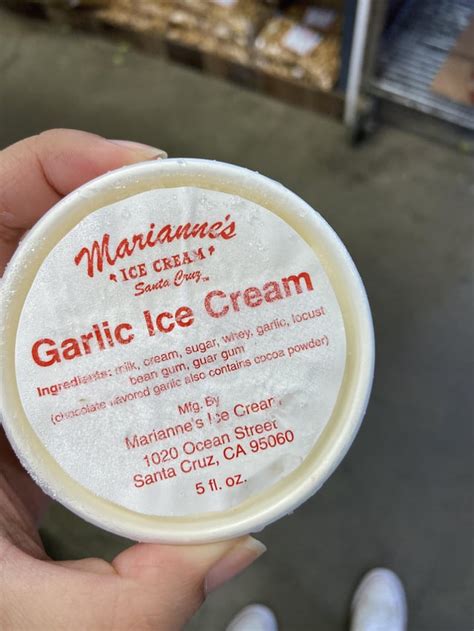 Marianne's
ICE CREAM
Santa Cruz™
Garlic Ice Cream
Ingredients: milk, cream, sugar, whey, garlic, locust
bean gum, guar gum
(chocolate flavored garlic also contains cocoa powder)
Mfg. By
Marianne's Ice Cream
1020 Ocean Street
Santa Cruz, CA 95060
5 fl. oz.